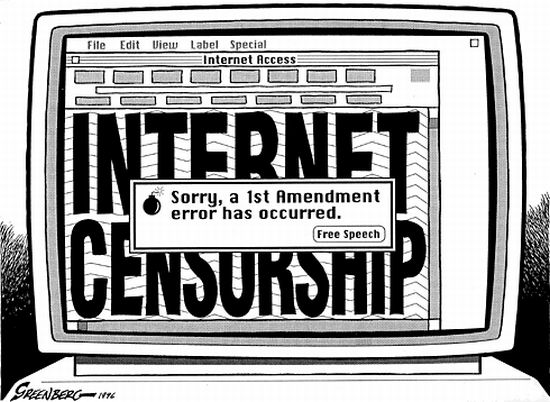 File Edit View Label Special
Internet Access
INTERNET
Sorry, a 1st Amendment
error has occurred.
Free Speech
CENSORSHIP
GREENBERG—1996